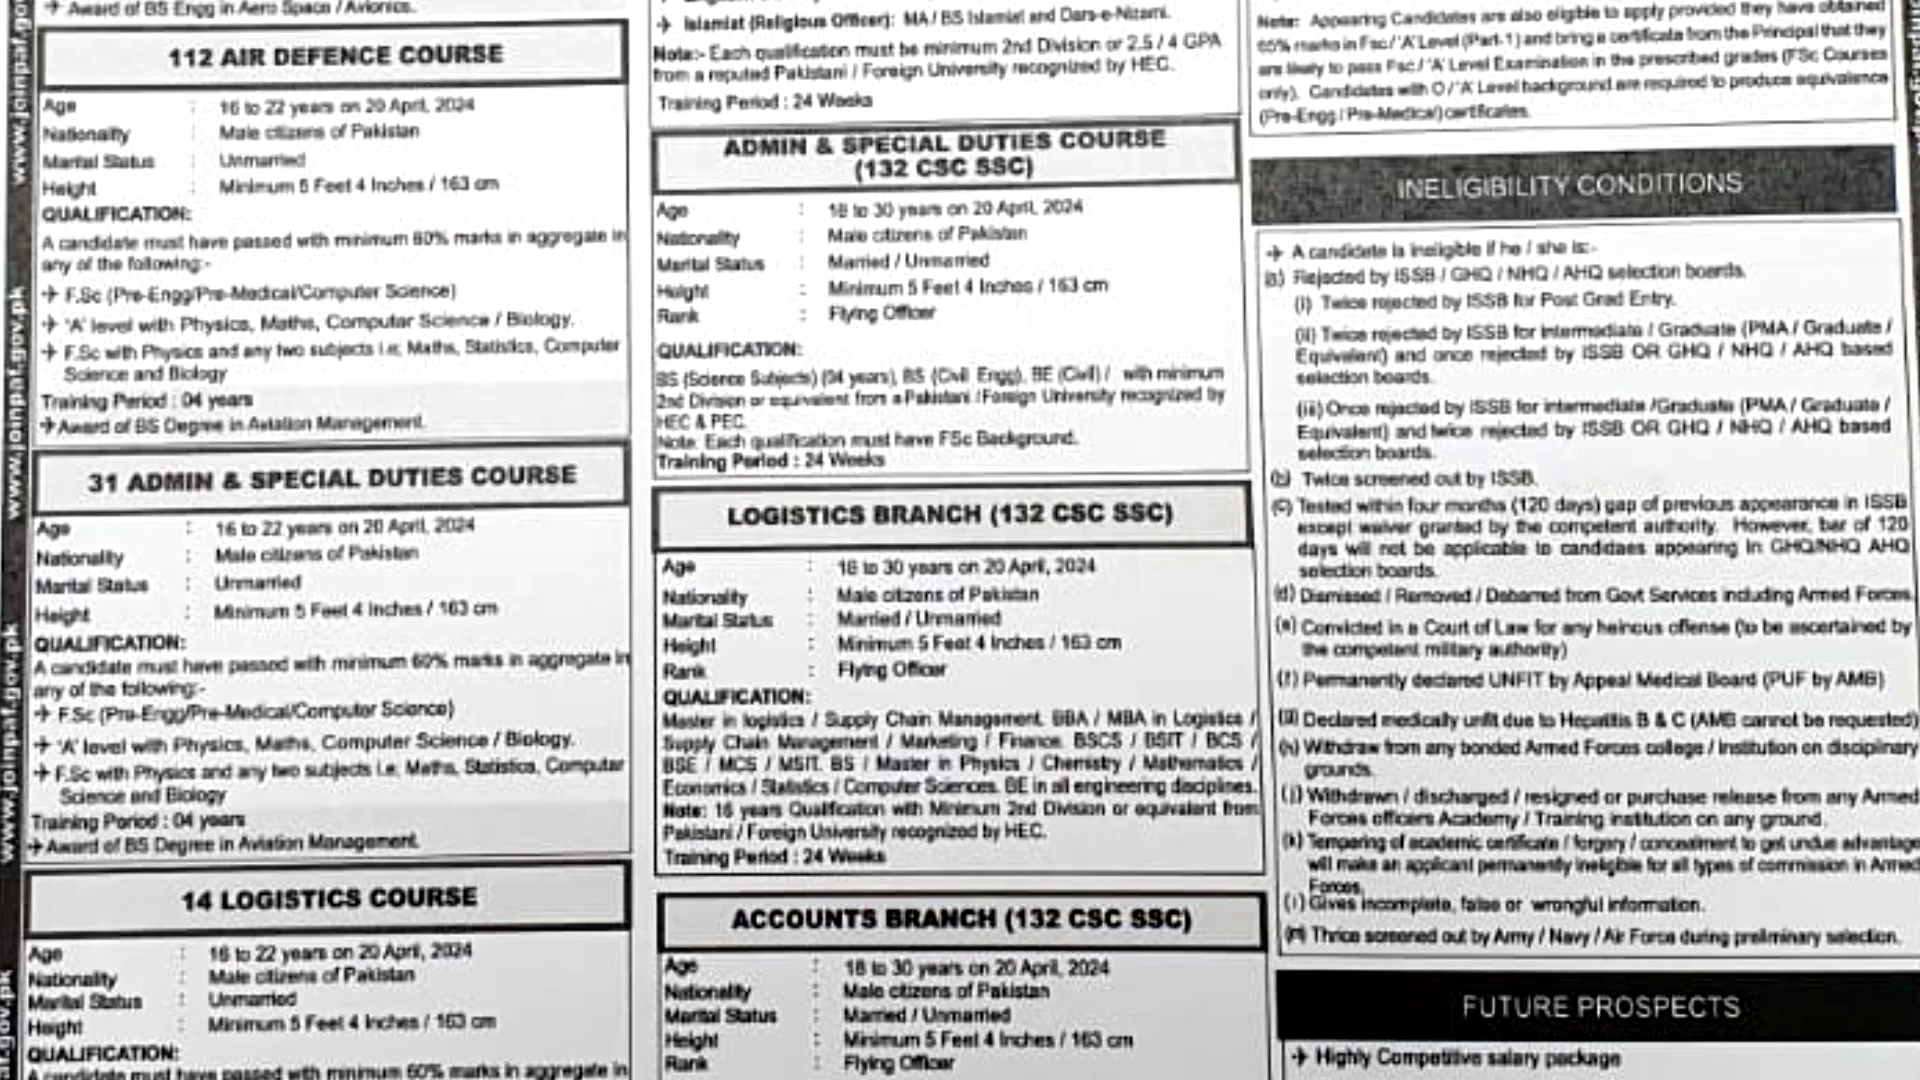 Award of BS Engg in Aero Space / Avionics.
112 AIR DEFENCE COURSE
Age : 16 to 22 years on 20 April, 2024
Nationality : Male citizens of Pakistan
Marital Status : Unmarried
Height : Minimum 5 Feet 4 Inches / 163 cm
QUALIFICATION:
A candidate must have passed with minimum 60% marks in aggregate in
any of the following:-
F.Sc (Pre-Engg/Pre-Medical/Computer Science)
'A' level with Physics, Maths, Computer Science / Biology.
F.Sc with Physics and any two subjects i.e; Maths, Statistics, Computer
Science and Biology
Training Period : 04 years
Award of BS Degree in Aviation Management.
31 ADMIN & SPECIAL DUTIES COURSE
Age : 16 to 22 years on 20 April, 2024
Nationality : Male citizens of Pakistan
Marital Status : Unmarried
Height : Minimum 5 Feet 4 Inches / 163 cm
QUALIFICATION:
A candidate must have passed with minimum 60% marks in aggregate in
any of the following:-
F.Sc (Pre-Engg/Pre-Medical/Computer Science)
'A' level with Physics, Maths, Computer Science / Biology.
F.Sc with Physics and any two subjects i.e; Maths, Statistics, Computer
Science and Biology
Training Period : 04 years
Award of BS Degree in Aviation Management.
14 LOGISTICS COURSE
Age : 16 to 22 years on 20 April, 2024
Nationality : Male citizens of Pakistan
Marital Status : Unmarried
Height : Minimum 5 Feet 4 Inches / 163 cm
QUALIFICATION:
A candidate must have passed with minimum 60% marks in aggregate in
www.joinpaf.gov.pk
www.joinpaf.gov.pk
Islamiat (Religious Officer): MA / BS Islamiat and Dars-e-Nizami.
Note:- Each qualification must be minimum 2nd Division or 2.5 / 4 GPA
from a reputed Pakistani / Foreign University recognized by HEC.
Training Period : 24 Weeks
ADMIN & SPECIAL DUTIES COURSE
(132 CSC SSC)
Age : 18 to 30 years on 20 April, 2024
Nationality : Male citizens of Pakistan
Marital Status : Married / Unmarried
Height : Minimum 5 Feet 4 Inches / 163 cm
Rank : Flying Officer
QUALIFICATION:
BS (Science Subjects) (04 years), BS (Civil Engg), BE (Civil) / with minimum
2nd Division or equivalent from a Pakistani / Foreign University recognized by
HEC & PEC.
Note: Each qualification must have FSc Background.
Training Period : 24 Weeks
LOGISTICS BRANCH (132 CSC SSC)
Age : 18 to 30 years on 20 April, 2024
Nationality : Male citizens of Pakistan
Marital Status : Married / Unmarried
Height : Minimum 5 Feet 4 Inches / 163 cm
Rank : Flying Officer
QUALIFICATION:
Master in logistics / Supply Chain Management. BBA / MBA in Logistics /
Supply Chain Management / Marketing / Finance. BSCS / BSIT / BCS /
BSE / MCS / MSIT. BS / Master in Physics / Chemistry / Mathematics /
Economics / Statistics / Computer Sciences. BE in all engineering disciplines.
Note: 16 years Qualification with Minimum 2nd Division or equivalent from
Pakistani / Foreign University recognized by HEC.
Training Period : 24 Weeks
ACCOUNTS BRANCH (132 CSC SSC)
Age : 18 to 30 years on 20 April, 2024
Nationality : Male citizens of Pakistan
Marital Status : Married / Unmarried
Height : Minimum 5 Feet 4 Inches / 163 cm
Rank : Flying Officer
Note: Appearing Candidates are also eligible to apply provided they have obtained
65% marks in Fsc/ 'A' Level (Part-1) and bring a certificate from the Principal that they
are likely to pass Fsc / 'A' Level Examination in the prescribed grades (FSc Courses
only). Candidates with O / 'A' Level background are required to produce equivalence
(Pre-Engg / Pre-Medical) certificates.
INELIGIBILITY CONDITIONS
A candidate is ineligible if he / she is:-
(a) Rejected by ISSB / GHQ / NHQ / AHQ selection boards.
(i) Twice rejected by ISSB for Post Grad Entry.
(ii) Twice rejected by ISSB for Intermediate / Graduate (PMA / Graduate /
Equivalent) and once rejected by ISSB OR GHQ / NHQ / AHQ based
selection boards.
(iii) Once rejected by ISSB for intermediate /Graduate (PMA / Graduate /
Equivalent) and twice rejected by ISSB OR GHQ / NHQ / AHQ based
selection boards.
(b) Twice screened out by ISSB.
(c) Tested within four months (120 days) gap of previous appearance in ISSB
except waiver granted by the competent authority. However, bar of 120
days will not be applicable to candidaes appearing in GHQ/NHQ AHQ
selection boards.
(d) Dismissed / Removed / Debarred from Govt Services including Armed Forces.
(e) Convicted in a Court of Law for any heinous offense (to be ascertained by
the competent military authority)
(f) Permanently declared UNFIT by Appeal Medical Board (PUF by AMB)
(g) Declared medically unfit due to Hepatitis B & C (AMB cannot be requested)
(h) Withdraw from any bonded Armed Forces college / Institution on disciplinary
grounds.
(j) Withdrawn / discharged / resigned or purchase release from any Armed
Forces officers Academy / Training institution on any ground.
(k) Tempering of academic certificate / forgery / concealment to get undue advantage
will make an applicant permanently ineligible for all types of commission in Armed
Forces.
(l) Gives incomplete, false or wrongful information.
(m) Thrice screened out by Army / Navy / Air Force during preliminary selection.
FUTURE PROSPECTS
Highly Competitive salary package